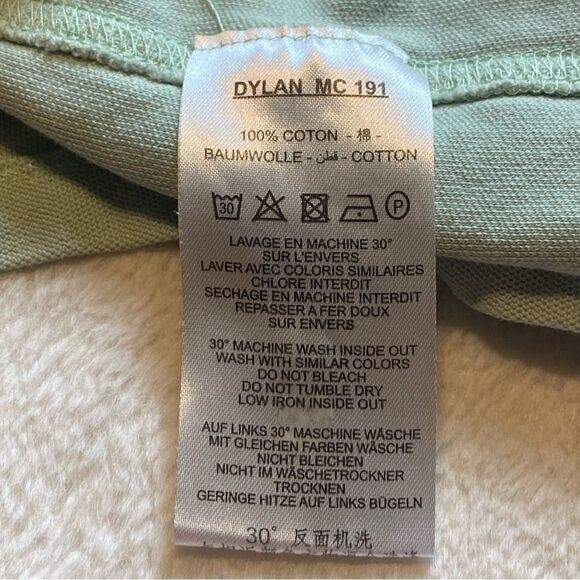 DYLAN MC 191
100% COTON - 棉 -
BAUMWOLLE - قطن - COTTON
30 P
LAVAGE EN MACHINE 30°
SUR L'ENVERS
LAVER AVEC COLORIS SIMILAIRES
CHLORE INTERDIT
SECHAGE EN MACHINE INTERDIT
REPASSER A FER DOUX
SUR ENVERS
30° MACHINE WASH INSIDE OUT
WASH WITH SIMILAR COLORS
DO NOT BLEACH
DO NOT TUMBLE DRY
LOW IRON INSIDE OUT
AUF LINKS 30° MASCHINE WÄSCHE
MIT GLEICHEN FARBEN WÄSCHE
NICHT BLEICHEN
NICHT IM WÄSCHETROCKNER
TROCKNEN
GERINGE HITZE AUF LINKS BÜGELN
30° 反面机洗